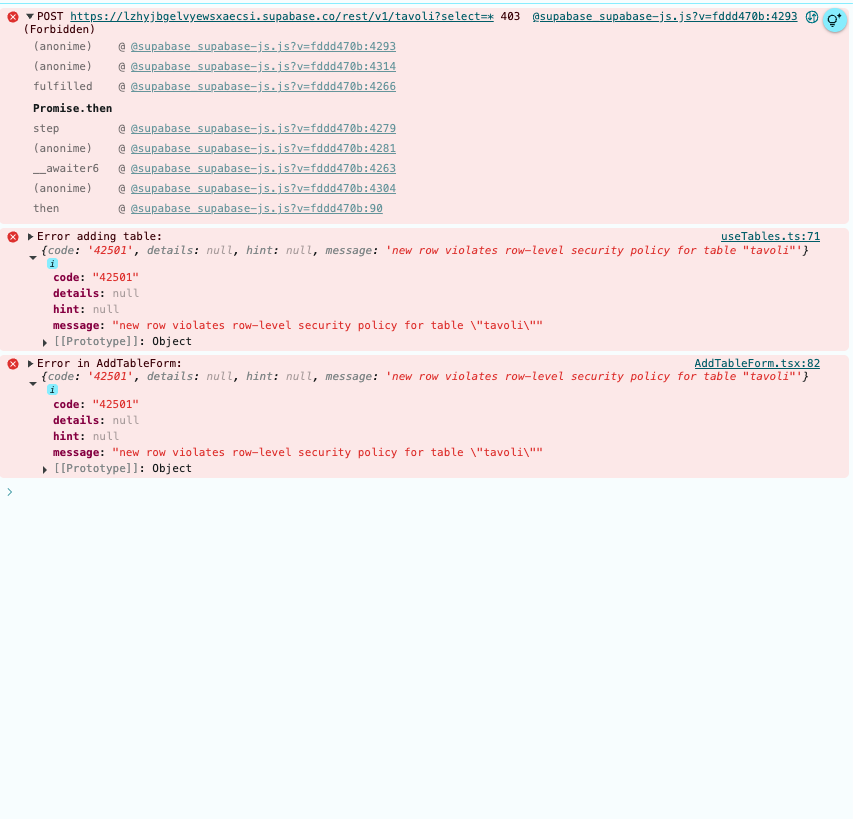 POST https://lzhyjbgelvyewsxaecsi.supabase.co/rest/v1/tavoli?select=* 403 @supabase_supabase-js.js?v=fddd470b:4293
(Forbidden)
(anonime) @ @supabase_supabase-js.js?v=fddd470b:4293
(anonime) @ @supabase_supabase-js.js?v=fddd470b:4314
fulfilled @ @supabase_supabase-js.js?v=fddd470b:4266
Promise.then
step @ @supabase_supabase-js.js?v=fddd470b:4279
(anonime) @ @supabase_supabase-js.js?v=fddd470b:4281
__awaiter6 @ @supabase_supabase-js.js?v=fddd470b:4263
(anonime) @ @supabase_supabase-js.js?v=fddd470b:4304
then @ @supabase_supabase-js.js?v=fddd470b:90
Error adding table: useTables.ts:71
{code: '42501', details: null, hint: null, message: 'new row violates row-level security policy for table "tavoli"'}
i
code: "42501"
details: null
hint: null
message: "new row violates row-level security policy for table \"tavoli\""
[[Prototype]]: Object
Error in AddTableForm: AddTableForm.tsx:82
{code: '42501', details: null, hint: null, message: 'new row violates row-level security policy for table "tavoli"'}
i
code: "42501"
details: null
hint: null
message: "new row violates row-level security policy for table \"tavoli\""
[[Prototype]]: Object